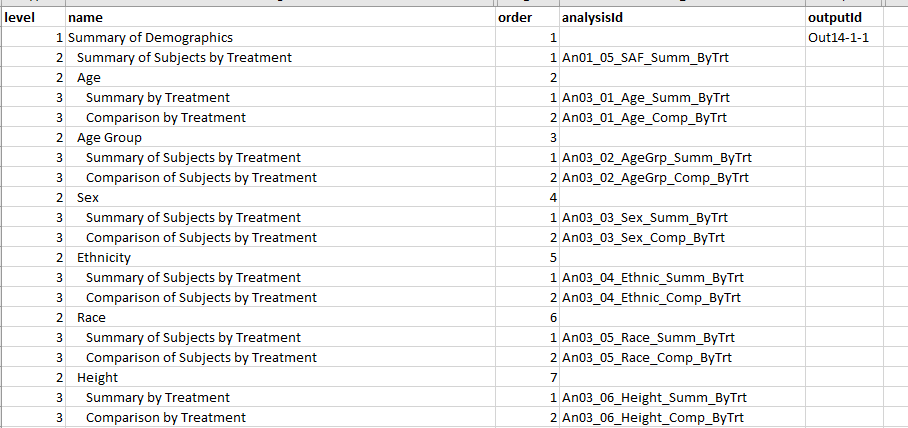 level name order analysisId outputId
1 Summary of Demographics 1 Out14-1-1
2 Summary of Subjects by Treatment 1 An01_05_SAF_Summ_ByTrt
2 Age 2
3 Summary by Treatment 1 An03_01_Age_Summ_ByTrt
3 Comparison by Treatment 2 An03_01_Age_Comp_ByTrt
2 Age Group 3
3 Summary of Subjects by Treatment 1 An03_02_AgeGrp_Summ_ByTrt
3 Comparison of Subjects by Treatment 2 An03_02_AgeGrp_Comp_ByTrt
2 Sex 4
3 Summary of Subjects by Treatment 1 An03_03_Sex_Summ_ByTrt
3 Comparison of Subjects by Treatment 2 An03_03_Sex_Comp_ByTrt
2 Ethnicity 5
3 Summary of Subjects by Treatment 1 An03_04_Ethnic_Summ_ByTrt
3 Comparison of Subjects by Treatment 2 An03_04_Ethnic_Comp_ByTrt
2 Race 6
3 Summary of Subjects by Treatment 1 An03_05_Race_Summ_ByTrt
3 Comparison of Subjects by Treatment 2 An03_05_Race_Comp_ByTrt
2 Height 7
3 Summary by Treatment 1 An03_06_Height_Summ_ByTrt
3 Comparison by Treatment 2 An03_06_Height_Comp_ByTrt